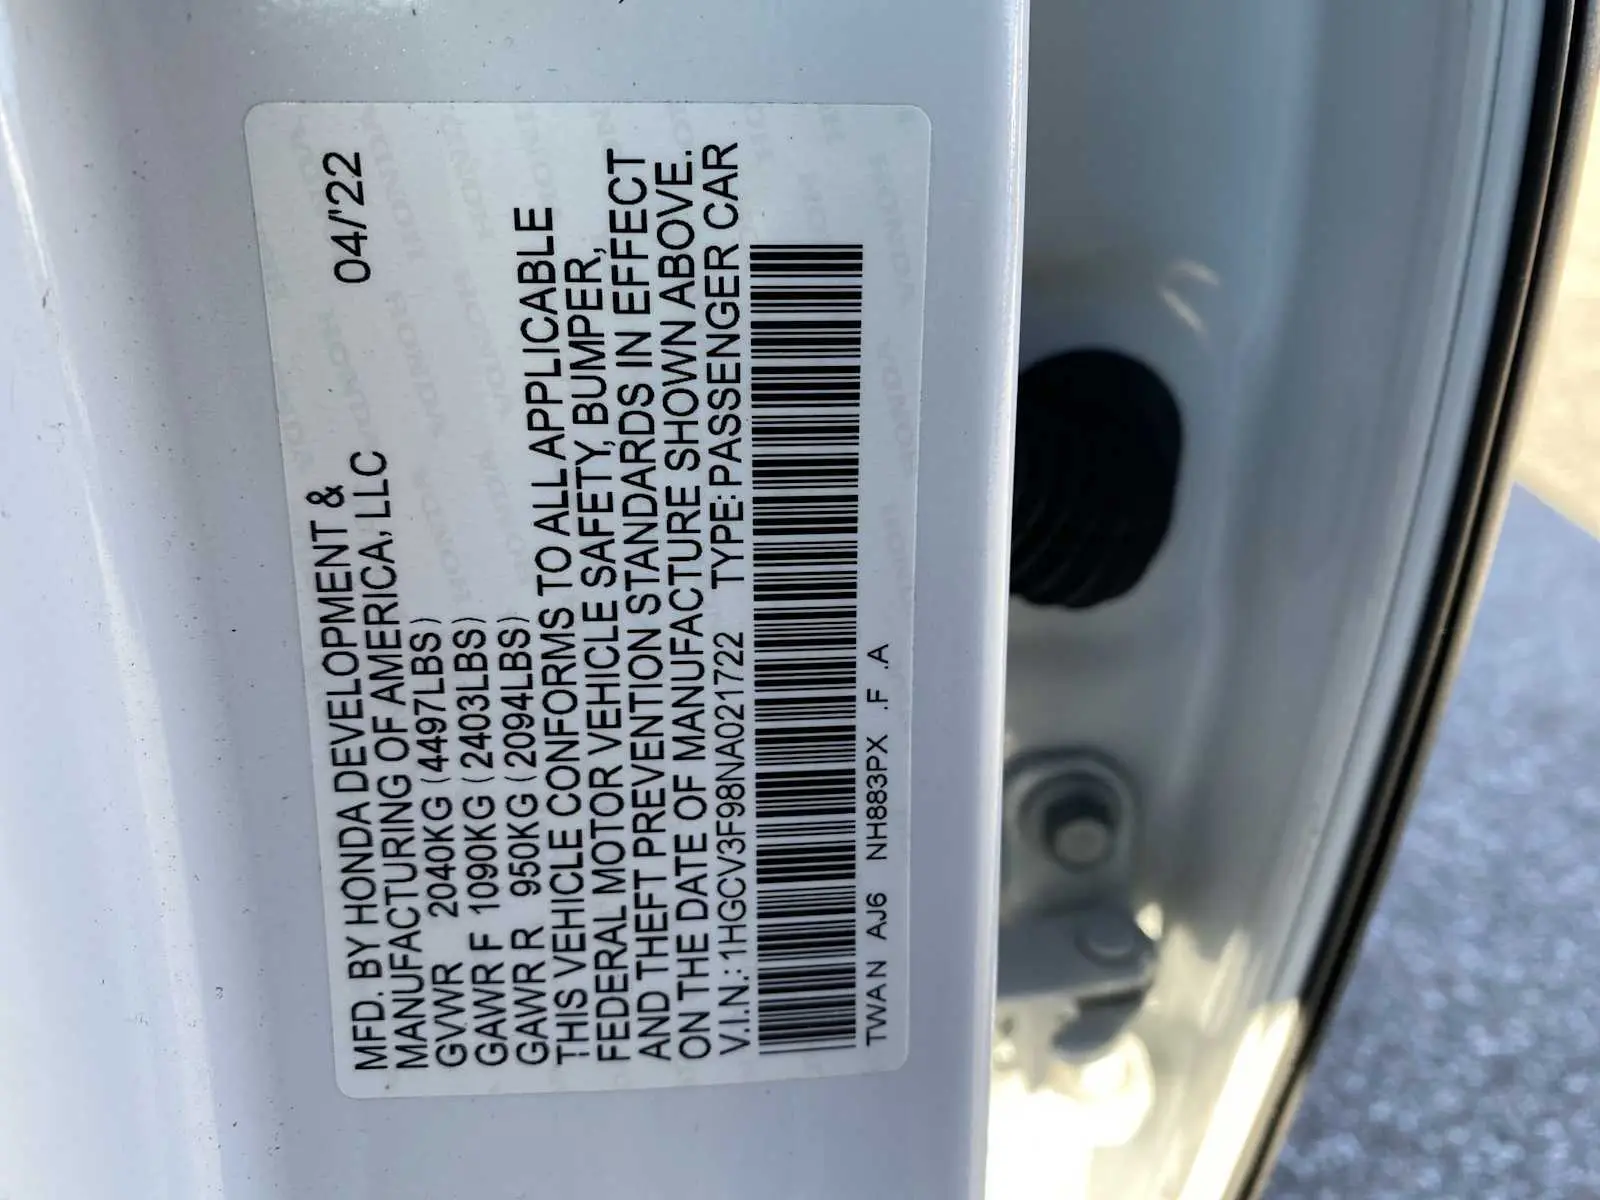 MFD. BY HONDA DEVELOPMENT &
MANUFACTURING OF AMERICA, LLC 04/'22
GVWR 2040KG (4497LBS)
GAWR F 1090KG (2403LBS)
GAWR R 950KG (2094LBS)
THIS VEHICLE CONFORMS TO ALL APPLICABLE
FEDERAL MOTOR VEHICLE SAFETY, BUMPER,
AND THEFT PREVENTION STANDARDS IN EFFECT
ON THE DATE OF MANUFACTURE SHOWN ABOVE.
V.I.N.: 1HGCV3F98NA021722 TYPE: PASSENGER CAR
TWAN AJ6 NH883PX .F .A